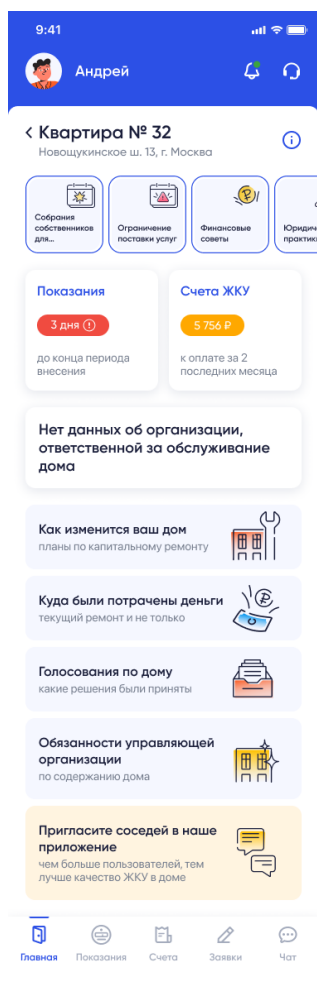 9:41
Андрей
Квартира № 32
Новощукинское ш. 13, г. Москва
Собрания
собственников
для...
Ограничение
поставки услуг
Финансовые
советы
Юридич
практик
Показания
3 дня
до конца периода
внесения
Счета ЖКУ
5 756 ₽
к оплате за 2
последних месяца
Нет данных об организации,
ответственной за обслуживание
дома
Как изменится ваш дом
планы по капитальному ремонту
Куда были потрачены деньги
текущий ремонт и не только
Голосования по дому
какие решения были приняты
Обязанности управляющей
организации
по содержанию дома
Пригласите соседей в наше
приложение
чем больше пользователей, тем
лучше качество ЖКУ в доме
Главная
Показания
Счета
Заявки
Чат